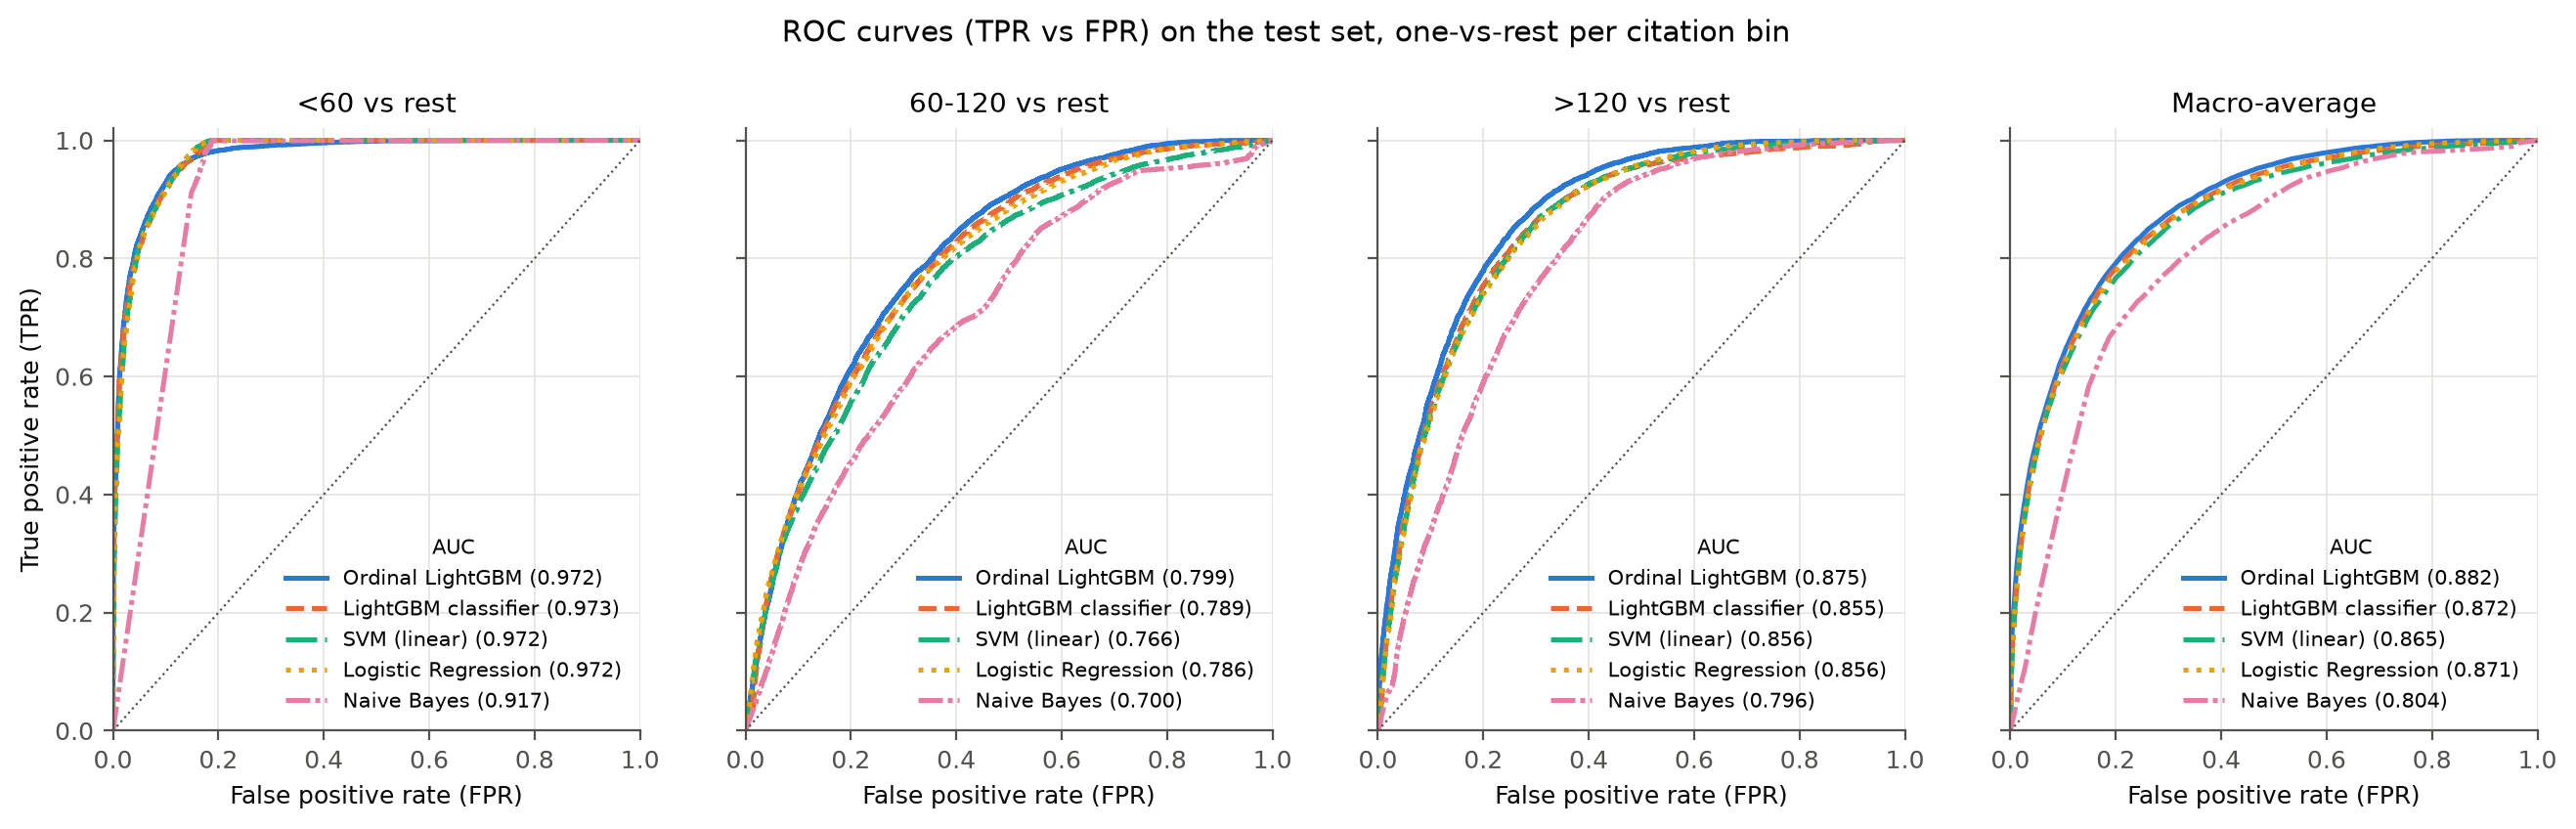 ROC curves (TPR vs FPR) on the test set, one-vs-rest per citation bin
<60 vs rest
True positive rate (TPR)
1.0
0.8
0.6
0.4
0.2
0.0
AUC
Ordinal LightGBM (0.972)
LightGBM classifier (0.973)
SVM (linear) (0.972)
Logistic Regression (0.972)
Naive Bayes (0.917)
0.0 0.2 0.4 0.6 0.8 1.0
False positive rate (FPR)
60-120 vs rest
AUC
Ordinal LightGBM (0.799)
LightGBM classifier (0.789)
SVM (linear) (0.766)
Logistic Regression (0.786)
Naive Bayes (0.700)
0.0 0.2 0.4 0.6 0.8 1.0
False positive rate (FPR)
>120 vs rest
AUC
Ordinal LightGBM (0.875)
LightGBM classifier (0.855)
SVM (linear) (0.856)
Logistic Regression (0.856)
Naive Bayes (0.796)
0.0 0.2 0.4 0.6 0.8 1.0
False positive rate (FPR)
Macro-average
AUC
Ordinal LightGBM (0.882)
LightGBM classifier (0.872)
SVM (linear) (0.865)
Logistic Regression (0.871)
Naive Bayes (0.804)
0.0 0.2 0.4 0.6 0.8 1.0
False positive rate (FPR)